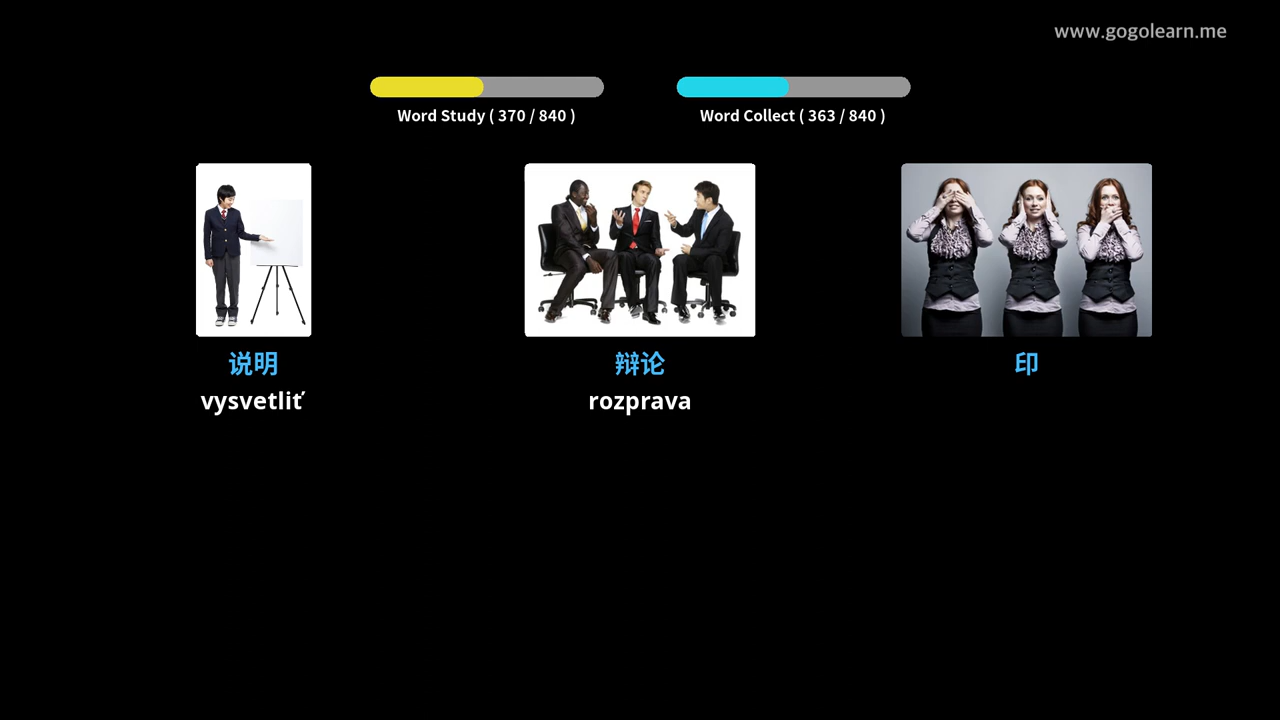 www.gogolearn.me
Word Study ( 370 / 840 )
Word Collect ( 363 / 840 )
说明
vysvetliť
辩论
rozprava
印